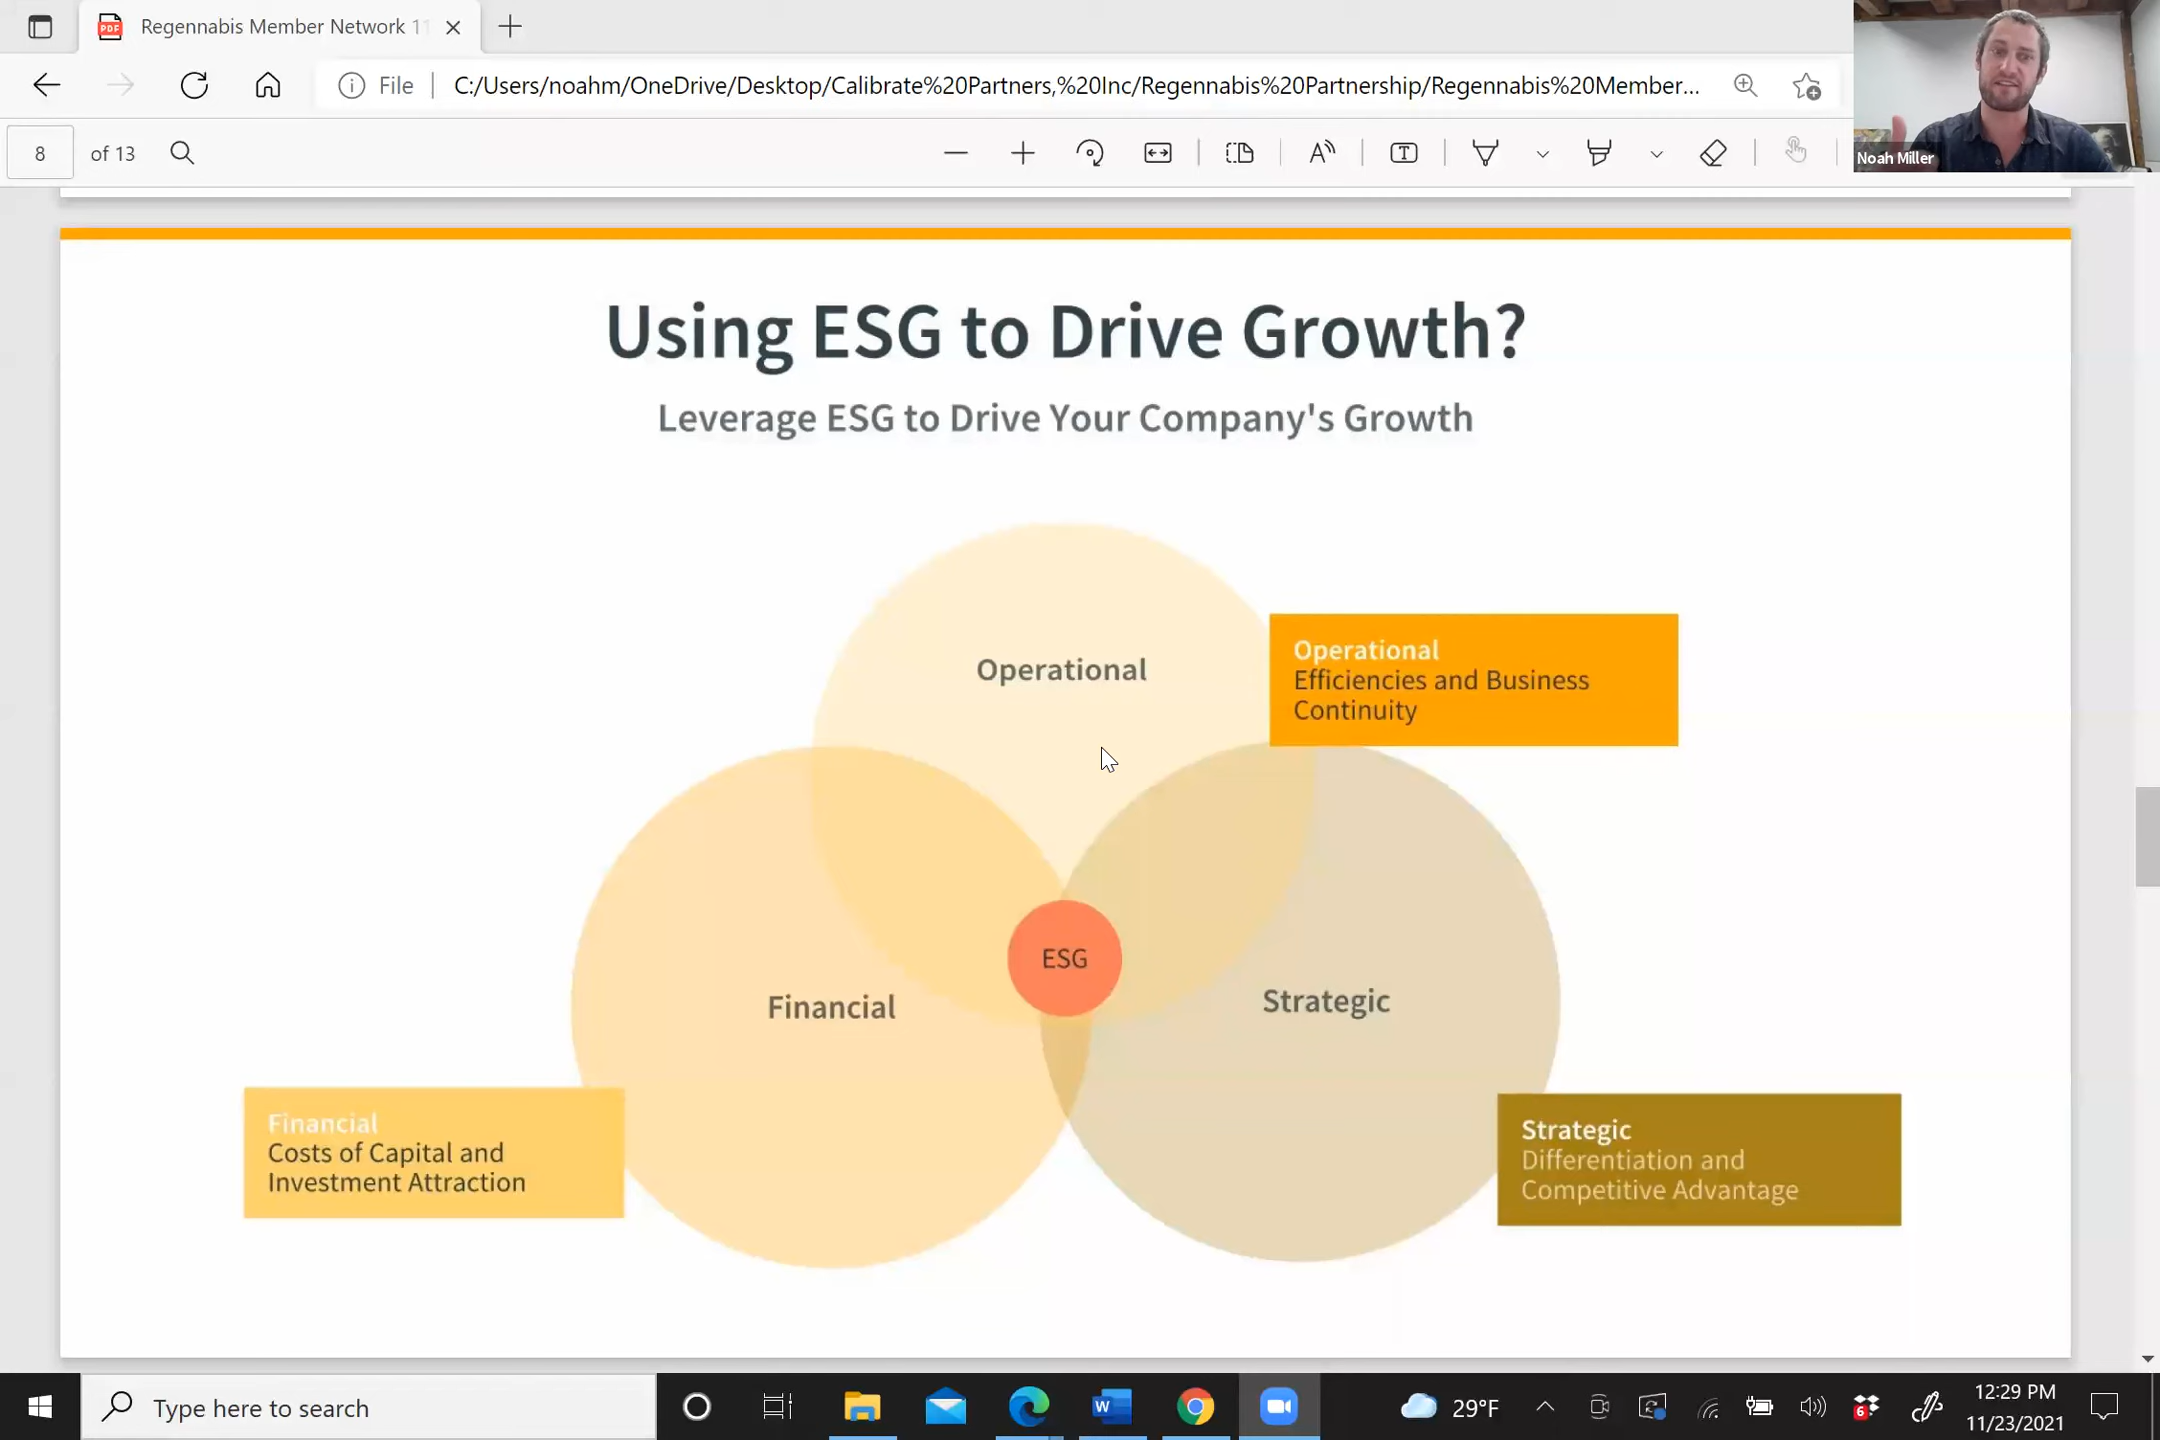 Regennabis Member Network 11
File
C:/Users/noahm/OneDrive/Desktop/Calibrate%20Partners,%20Inc/Regennabis%20Partnership/Regennabis%20Member...
8 of 13
Noah Miller
Using ESG to Drive Growth?
Leverage ESG to Drive Your Company's Growth
Operational
Operational
Efficiencies and Business
Continuity
ESG
Financial
Strategic
Financial
Costs of Capital and
Investment Attraction
Strategic
Differentiation and
Competitive Advantage
Type here to search
29°F
12:29 PM
11/23/2021